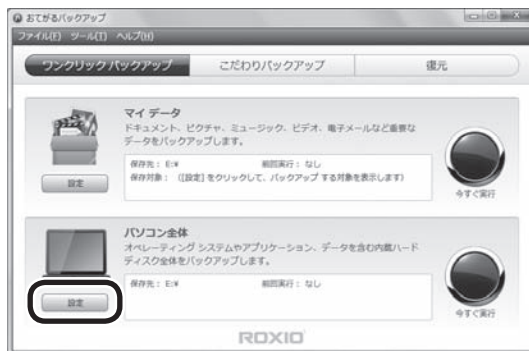 おてがるバックアップ
ファイル(F) ツール(T) ヘルプ(H)
ワンクリック バックアップ こだわりバックアップ 復元
マイ データ
ドキュメント、ピクチャ、ミュージック、ビデオ、電子メールなど重要な
データをバックアップします。
保存先： E:¥ 前回実行： なし
保存対象： （[設定] をクリックして、バックアップ する対象を表示します）
設定
今すぐ実行
パソコン全体
オペレーティング システムやアプリケーション、データを含む内蔵ハード
ディスク全体をバックアップします。
保存先： E:¥ 前回実行： なし
設定
今すぐ実行
ROXIO